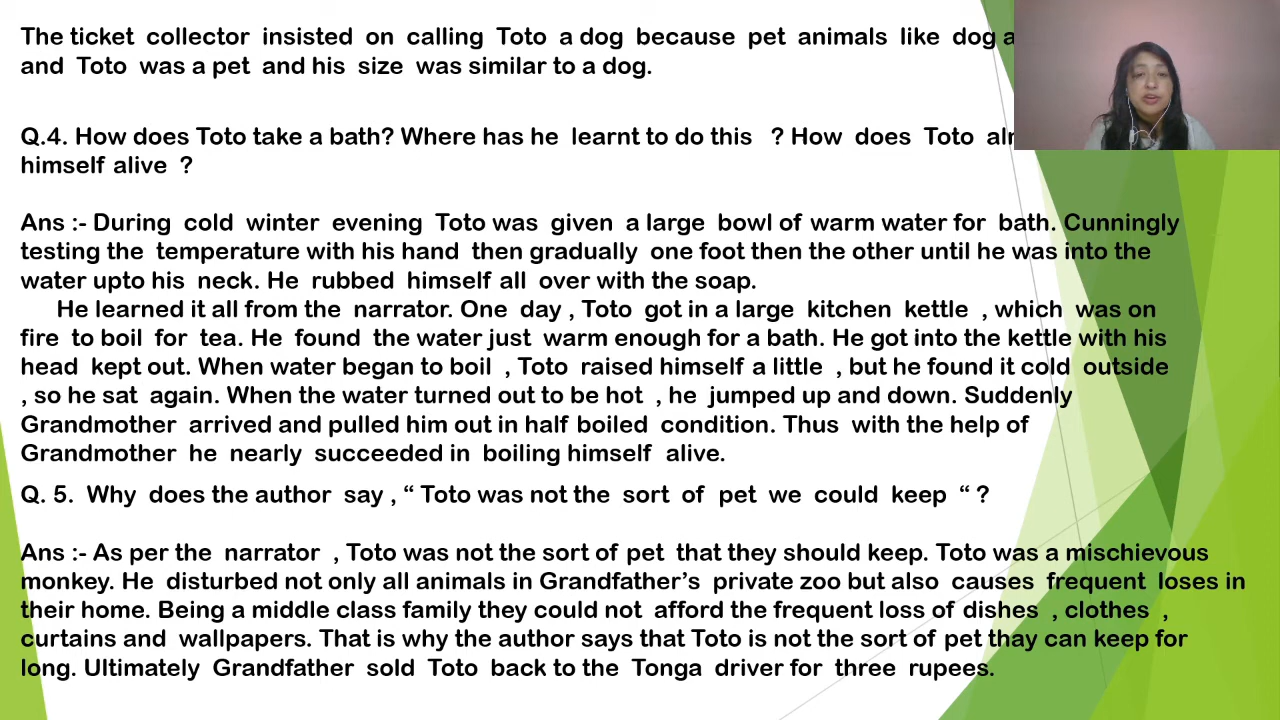 The ticket collector insisted on calling Toto a dog because pet animals like dog
and Toto was a pet and his size was similar to a dog.
Q.4. How does Toto take a bath? Where has he learnt to do this ? How does Toto
himself alive ?
Ans :- During cold winter evening Toto was given a large bowl of warm water for bath. Cunningly
testing the temperature with his hand then gradually one foot then the other until he was into the
water upto his neck. He rubbed himself all over with the soap.
He learned it all from the narrator. One day , Toto got in a large kitchen kettle , which was on
fire to boil for tea. He found the water just warm enough for a bath. He got into the kettle with his
head kept out. When water began to boil , Toto raised himself a little , but he found it cold outside
, so he sat again. When the water turned out to be hot , he jumped up and down. Suddenly
Grandmother arrived and pulled him out in half boiled condition. Thus with the help of
Grandmother he nearly succeeded in boiling himself alive.
Q. 5. Why does the author say , “ Toto was not the sort of pet we could keep “ ?
Ans :- As per the narrator , Toto was not the sort of pet that they should keep. Toto was a mischievous
monkey. He disturbed not only all animals in Grandfather’s private zoo but also causes frequent loses in
their home. Being a middle class family they could not afford the frequent loss of dishes , clothes ,
curtains and wallpapers. That is why the author says that Toto is not the sort of pet thay can keep for
long. Ultimately Grandfather sold Toto back to the Tonga driver for three rupees.